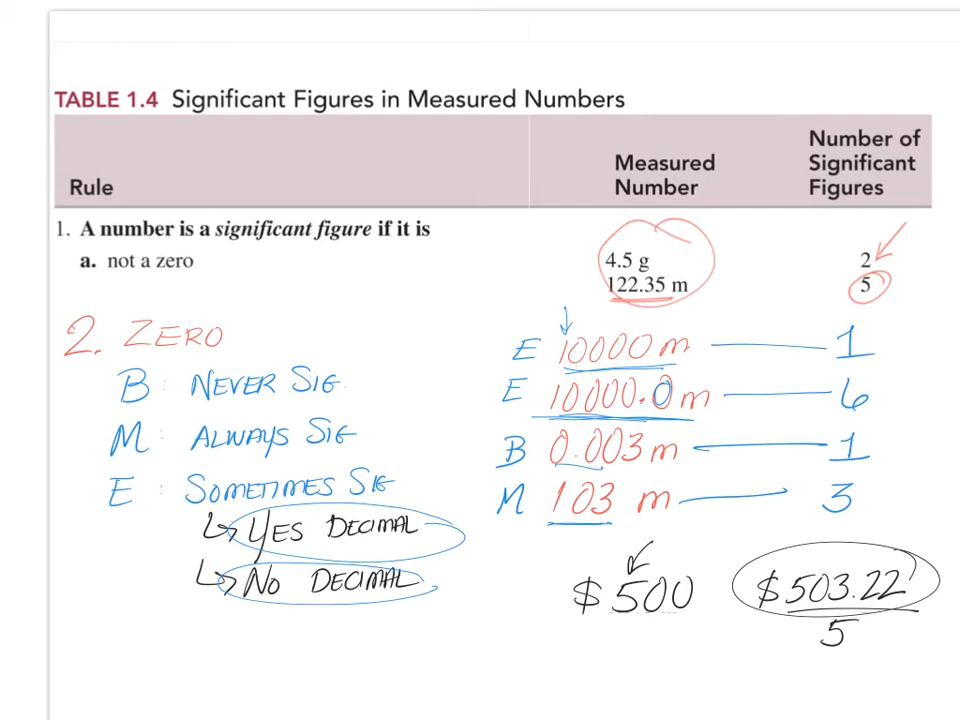 TABLE 1.4 Significant Figures in Measured Numbers
Rule
Measured Number
Number of Significant Figures
1. A number is a significant figure if it is
a. not a zero
4.5 g 2
122.35 m 5
2. ZERO
B : NEVER SIG.
M : ALWAYS SIG
E : SOMETIMES SIG
↳ YES DECIMAL
↳ NO DECIMAL
E 10000 m 1
E 10000.0 m 6
B 0.003 m 1
M 103 m 3
$500
$503.22
5